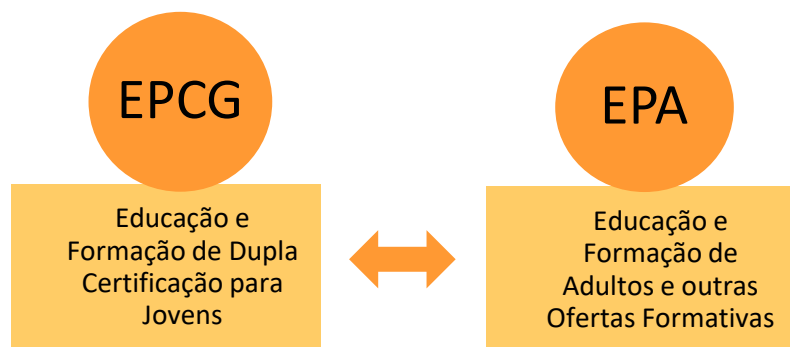 EPCG
Educação e
Formação de Dupla
Certificação para
Jovens
EPA
Educação e
Formação de
Adultos e outras
Ofertas Formativas